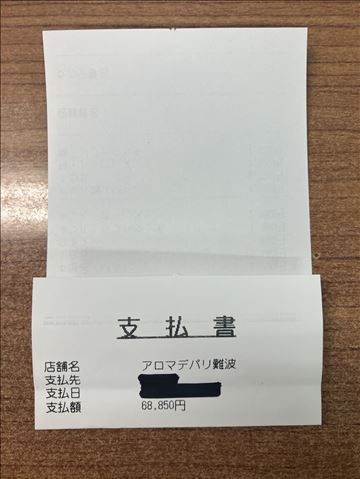 支払書
店舗名 アロマデパリ難波
支払先
支払日
支払額 68,850円